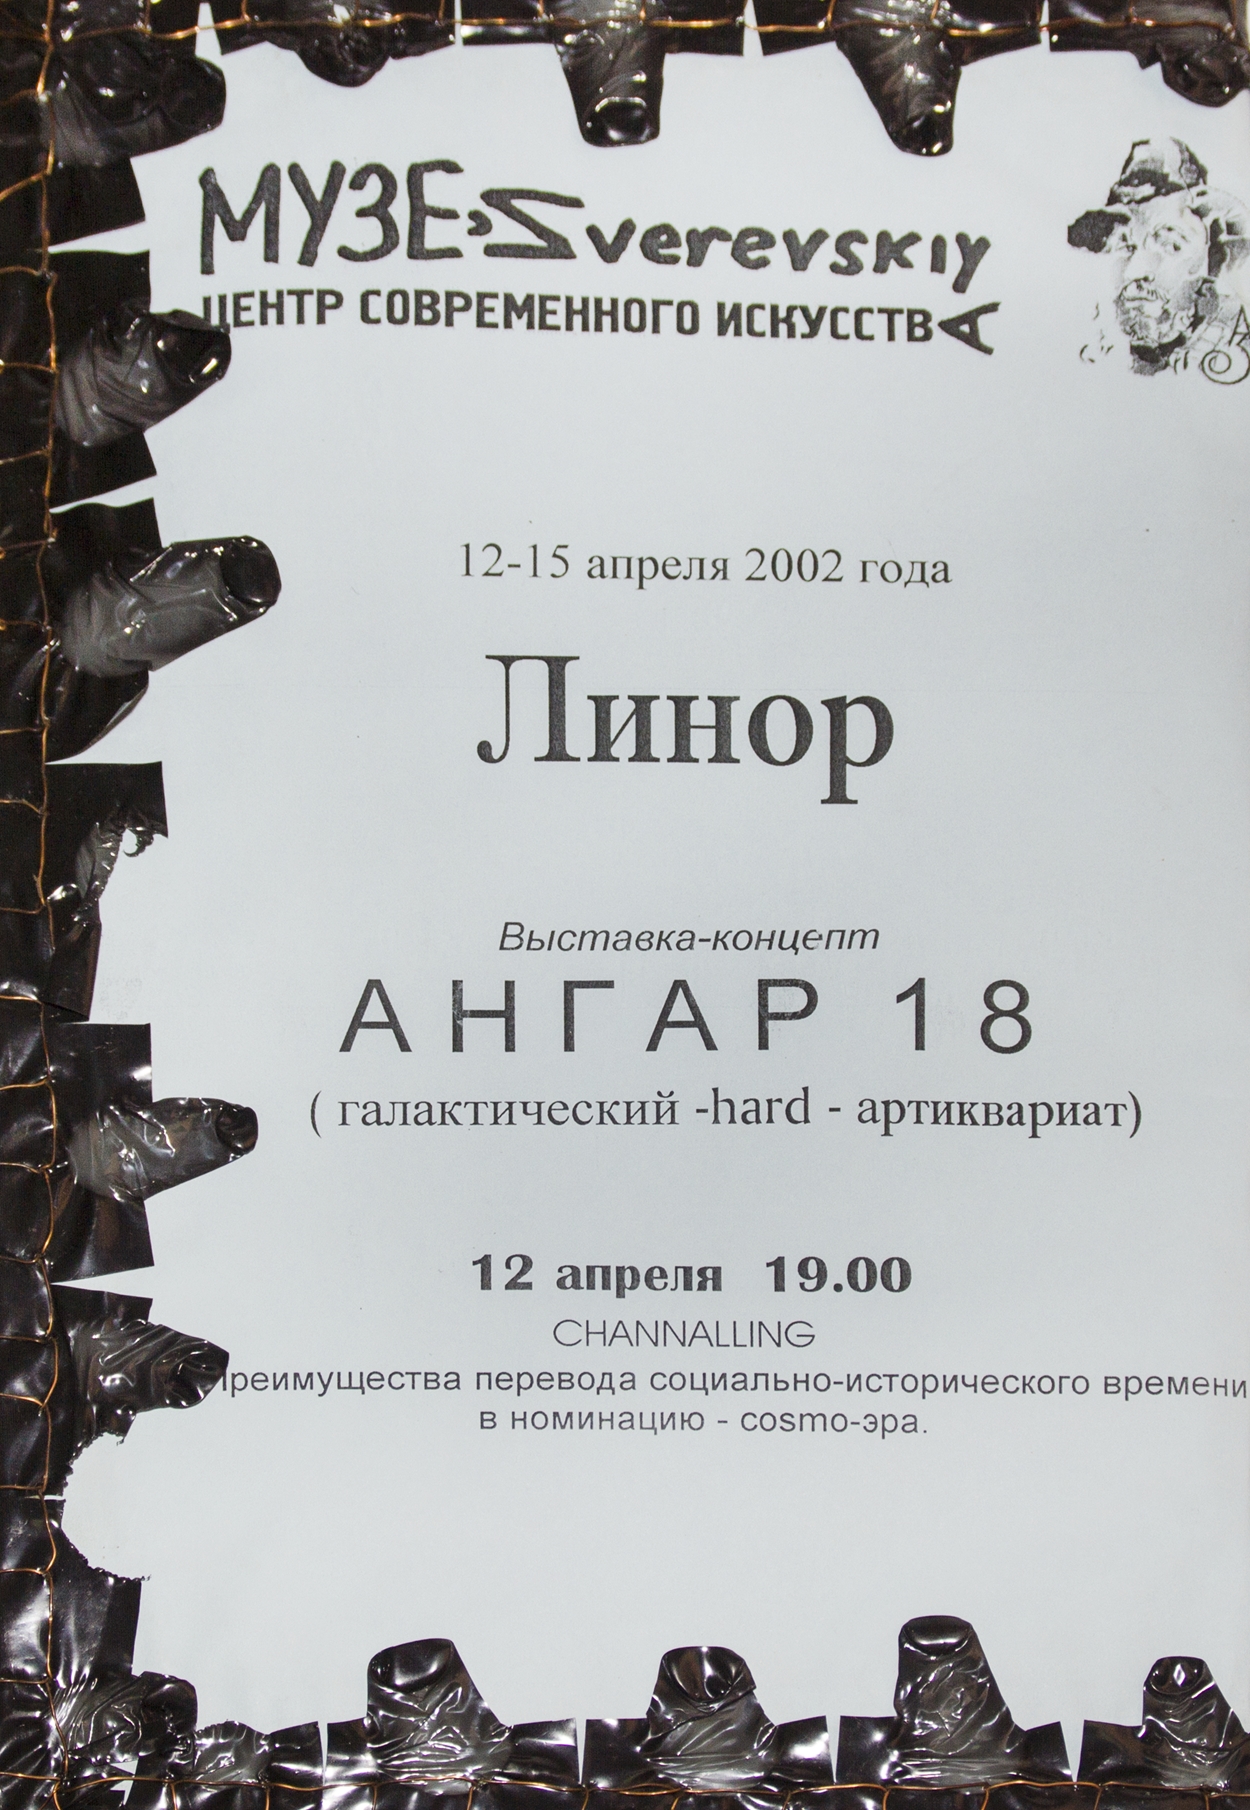 МУЗЕ-Zverevskiy
ЦЕНТР СОВРЕМЕННОГО ИСКУССТВА
12-15 апреля 2002 года
Линор
Выставка-концепт
АНГАР 18
( галактический -hard - артиквариат)
12 апреля 19.00
CHANNALLING
Преимущества перевода социально-исторического времени
в номинацию - cosmo-эра.